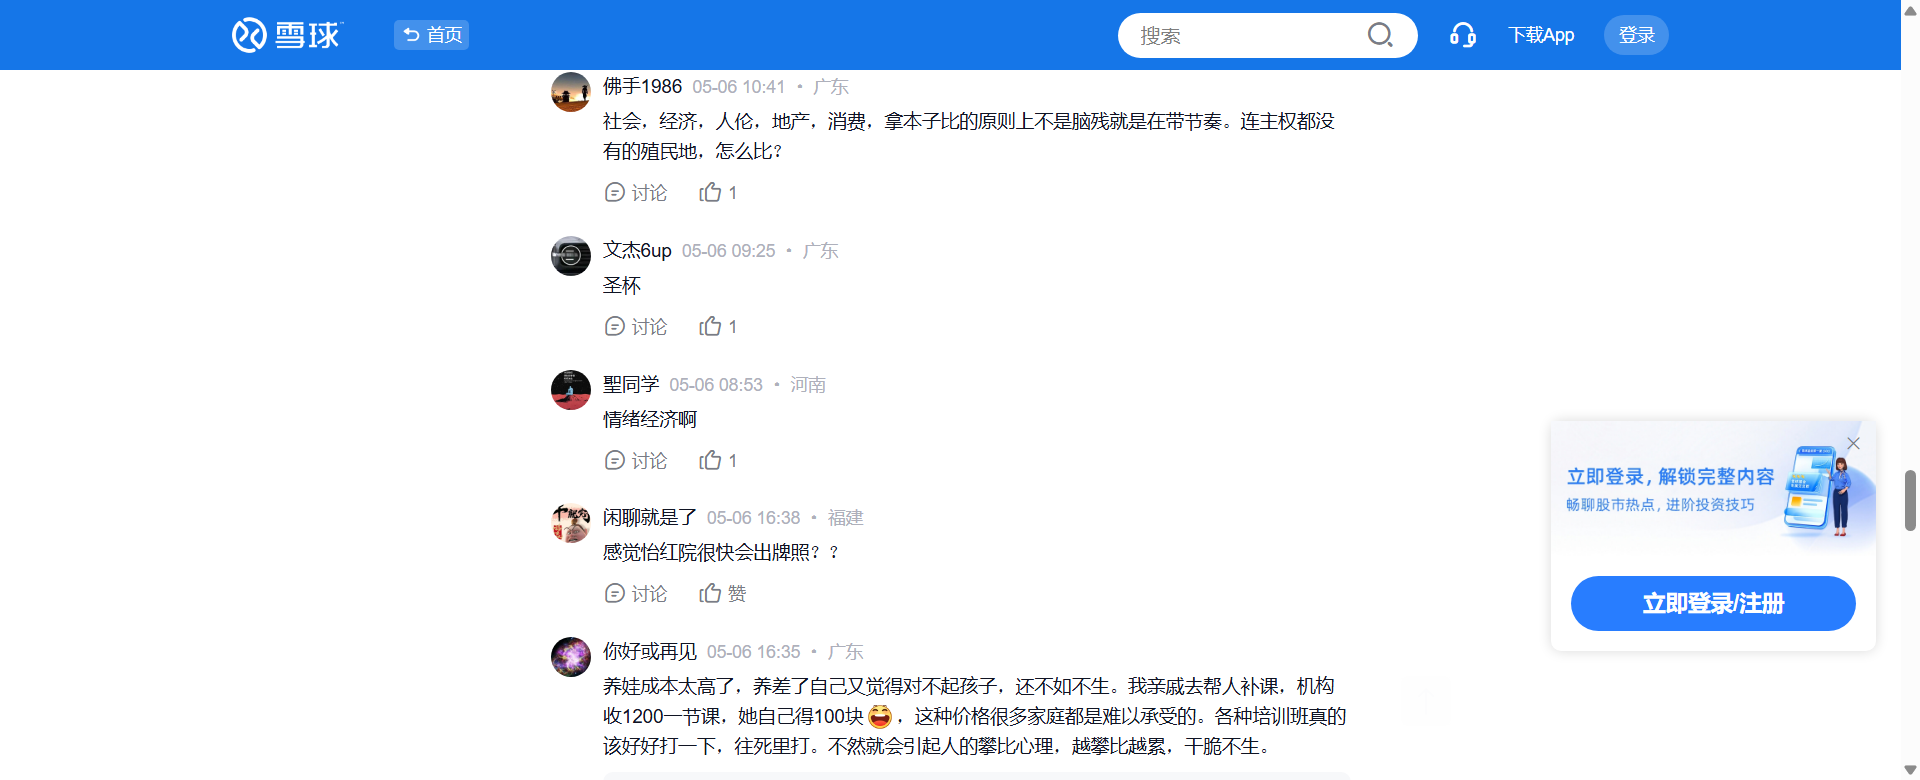 雪球
首页
搜索
下载App
登录
佛手1986 05-06 10:41 · 广东
社会，经济，人伦，地产，消费，拿本子比的原则上不是脑残就是在带节奏。连主权都没
有的殖民地，怎么比？
讨论 1
文杰6up 05-06 09:25 · 广东
圣杯
讨论 1
聖同学 05-06 08:53 · 河南
情绪经济啊
讨论 1
闲聊就是了 05-06 16:38 · 福建
感觉怡红院很快会出牌照？？
讨论 赞
你好或再见 05-06 16:35 · 广东
养娃成本太高了，养差了自己又觉得对不起孩子，还不如不生。我亲戚去帮人补课，机构
收1200一节课，她自己得100块，这种价格很多家庭都是难以承受的。各种培训班真的
该好好打一下，往死里打。不然就会引起人的攀比心理，越攀比越累，干脆不生。
立即登录，解锁完整内容
畅聊股市热点，进阶投资技巧
立即登录/注册